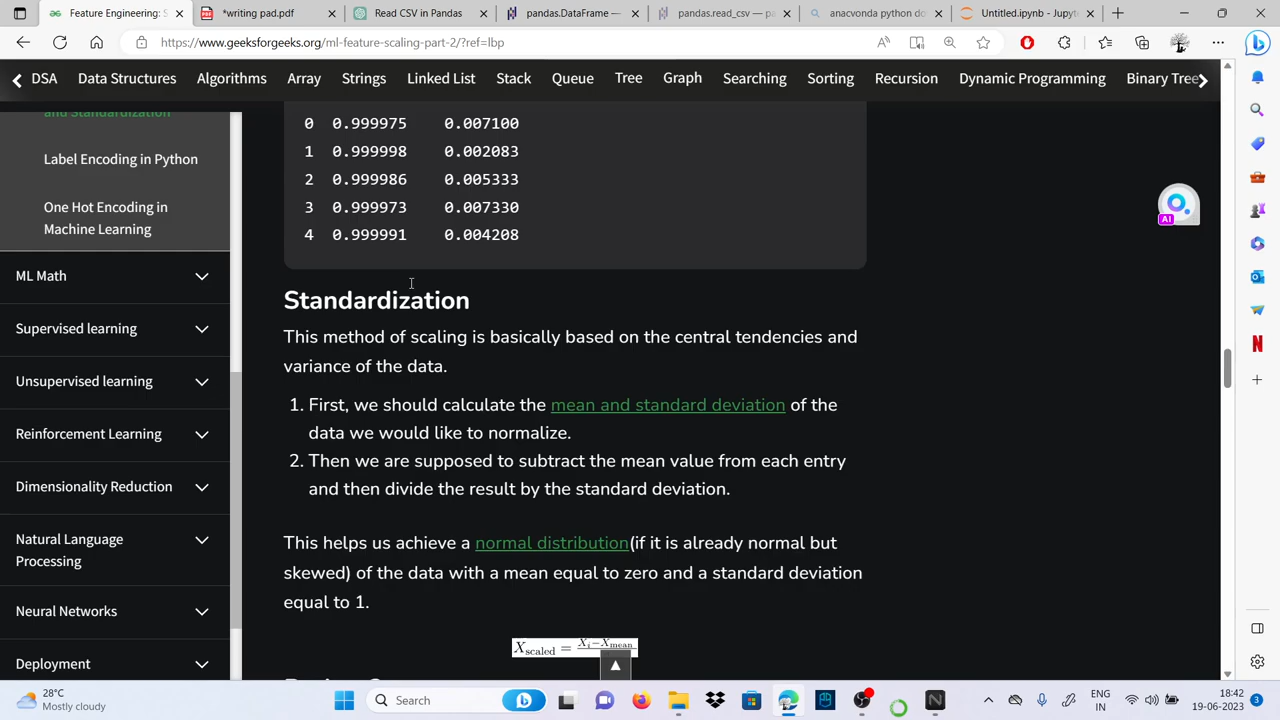 Feature Engineering: S
*writing pad.pdf
Read CSV in Pandas
pandas.DataFrame —
pandas.read_csv — pa
anacvonda python do
Untitled.ipynb - Jupyt
https://www.geeksforgeeks.org/ml-feature-scaling-part-2/?ref=lbp
DSA Data Structures Algorithms Array Strings Linked List Stack Queue Tree Graph Searching Sorting Recursion Dynamic Programming Binary Tree
and Standardization
Label Encoding in Python
One Hot Encoding in
Machine Learning
ML Math
Supervised learning
Unsupervised learning
Reinforcement Learning
Dimensionality Reduction
Natural Language
Processing
Neural Networks
Deployment
0 0.999975 0.007100
1 0.999998 0.002083
2 0.999986 0.005333
3 0.999973 0.007330
4 0.999991 0.004208
Standardization
This method of scaling is basically based on the central tendencies and
variance of the data.
1. First, we should calculate the mean and standard deviation of the
data we would like to normalize.
2. Then we are supposed to subtract the mean value from each entry
and then divide the result by the standard deviation.
This helps us achieve a normal distribution(if it is already normal but
skewed) of the data with a mean equal to zero and a standard deviation
equal to 1.
Xscaled = Xi−Xmean
AI
28°C
Mostly cloudy
Search
ENG
IN
18:42
19-06-2023
3